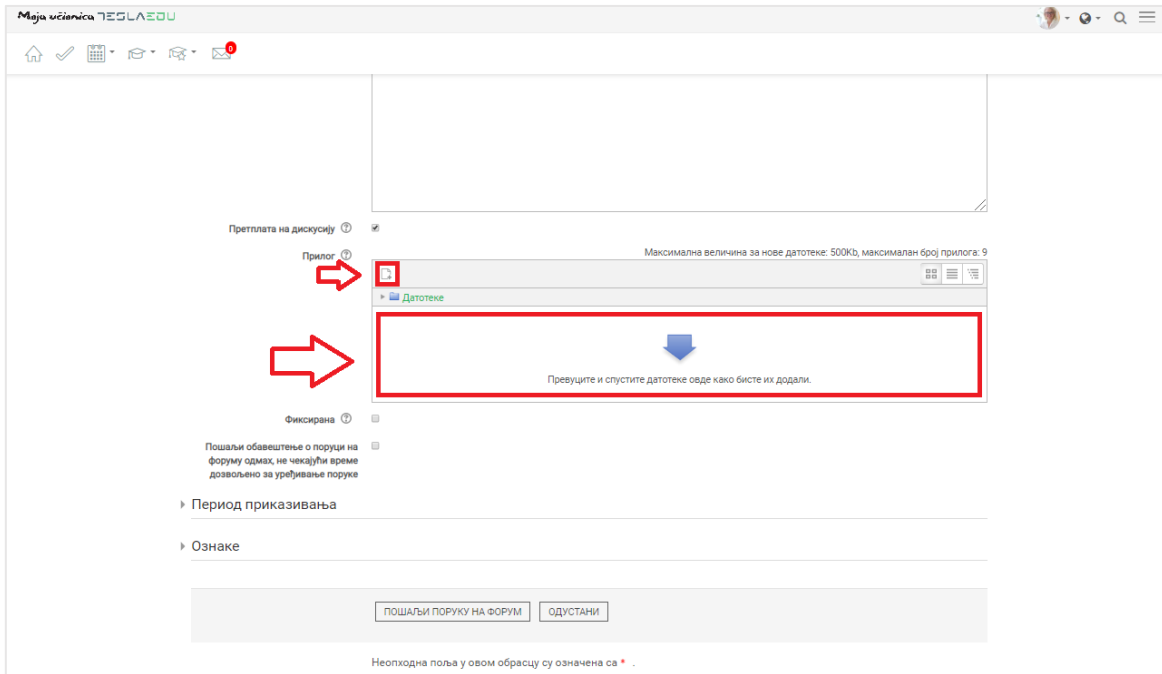 Moja učionica TESLAEDU
0
Претплата на дискусију
Прилог
Максимална величина за нове датотеке: 500Kb, максималан број прилога: 9
Датотеке
Превуците и спустите датотеке овде како бисте их додали.
Фиксирана
Пошаљи обавештење о поруци на
форуму одмах, не чекајући време
дозвољено за уређивање поруке
Период приказивања
Ознаке
ПОШАЉИ ПОРУКУ НА ФОРУМ
ОДУСТАНИ
Неопходна поља у овом обрасцу су означена са * .